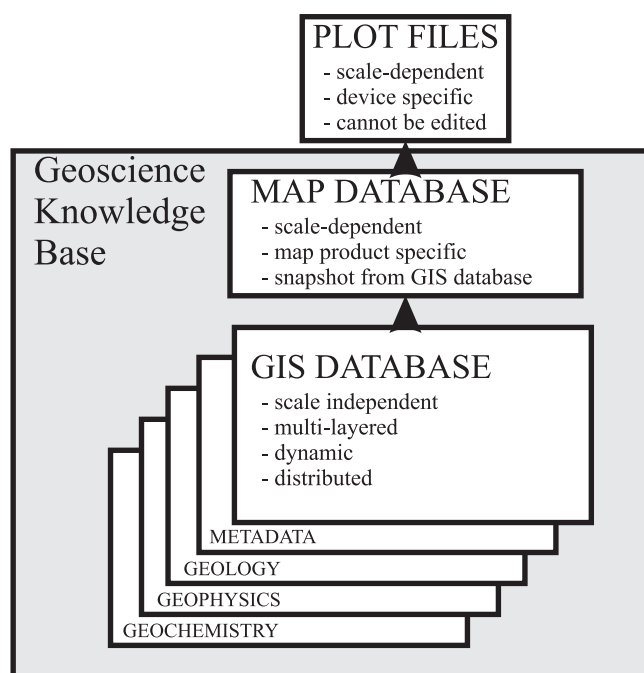 PLOT FILES
- scale-dependent
- device specific
- cannot be edited
Geoscience
Knowledge
Base
MAP DATABASE
- scale-dependent
- map product specific
- snapshot from GIS database
GIS DATABASE
- scale independent
- multi-layered
- dynamic
- distributed
METADATA
GEOLOGY
GEOPHYSICS
GEOCHEMISTRY